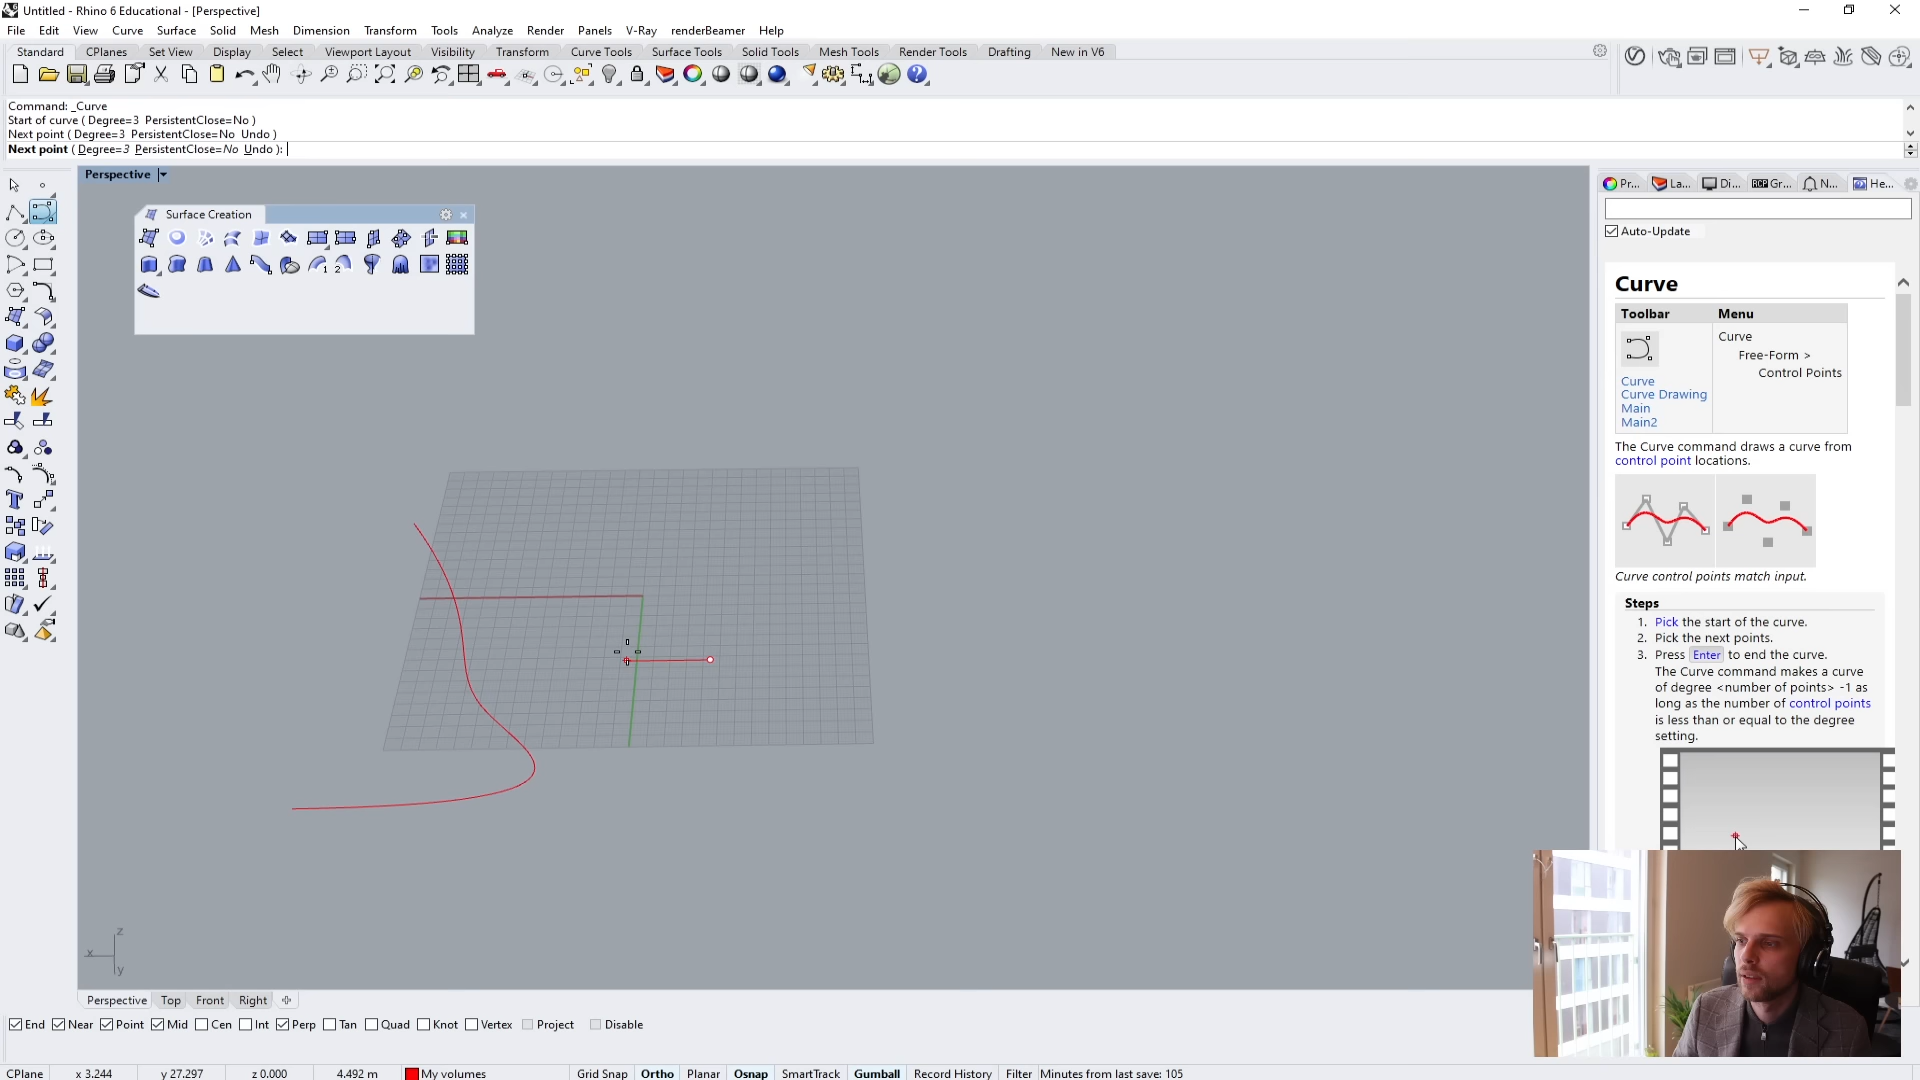 Untitled - Rhino 6 Educational - [Perspective]
File Edit View Curve Surface Solid Mesh Dimension Transform Tools Analyze Render Panels V-Ray renderBeamer Help
Standard CPlanes Set View Display Select Viewport Layout Visibility Transform Curve Tools Surface Tools Solid Tools Mesh Tools Render Tools Drafting New in V6
Command: _Curve
Start of curve ( Degree=3 PersistentClose=No )
Next point ( Degree=3 PersistentClose=No Undo )
Next point ( Degree=3 PersistentClose=No Undo ):
Perspective
Pr... La... Di... Gr... N... He...
Surface Creation
Auto-Update
1 2
Curve
Toolbar Menu
Curve
Free-Form >
Control Points
Curve
Curve Drawing
Main
Main2
The Curve command draws a curve from
control point locations.
Curve control points match input.
Steps
1. Pick the start of the curve.
2. Pick the next points.
3. Press Enter to end the curve.
The Curve command makes a curve
of degree <number of points> -1 as
long as the number of control points
is less than or equal to the degree
setting.
z
x
y
Perspective Top Front Right
End Near Point Mid Cen Int Perp Tan Quad Knot Vertex Project Disable
CPlane x 3.244 y 27.297 z 0.000 4.492 m My volumes Grid Snap Ortho Planar Osnap SmartTrack Gumball Record History Filter Minutes from last save: 105